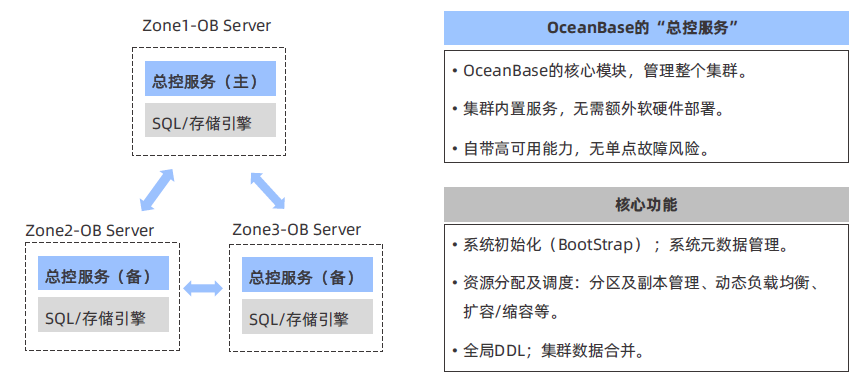 Zone1-OB Server
总控服务（主）
SQL/存储引擎
Zone2-OB Server
总控服务（备）
SQL/存储引擎
Zone3-OB Server
总控服务（备）
SQL/存储引擎
OceanBase的“总控服务”
• OceanBase的核心模块，管理整个集群。
• 集群内置服务，无需额外软硬件部署。
• 自带高可用能力，无单点故障风险。
核心功能
• 系统初始化（BootStrap）；系统元数据管理。
• 资源分配及调度：分区及副本管理、动态负载均衡、
扩容/缩容等。
• 全局DDL；集群数据合并。